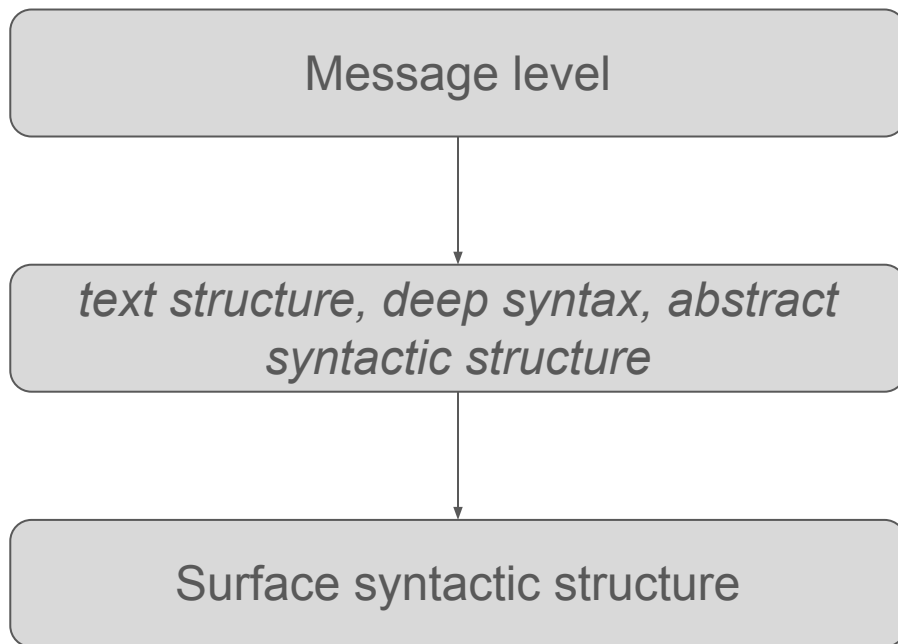 Message level
text structure, deep syntax, abstract
syntactic structure
Surface syntactic structure